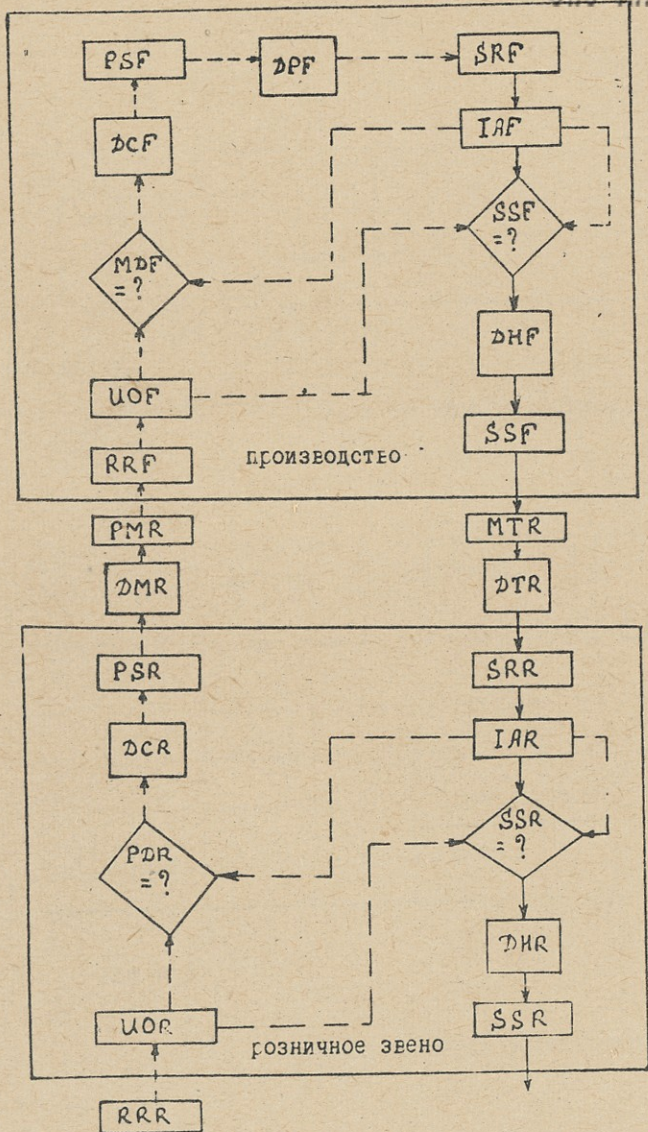 PSF
DPF
SRF
DCF
IAF
SSF
=?
MDF
=?
DHF
UOF
SSF
RRF
производство
PMR
MTR
DMR
DTR
PSR
SRR
DCR
IAR
SSR
=?
PDR
=?
DHR
UOR
SSR
розничное звено
RRR